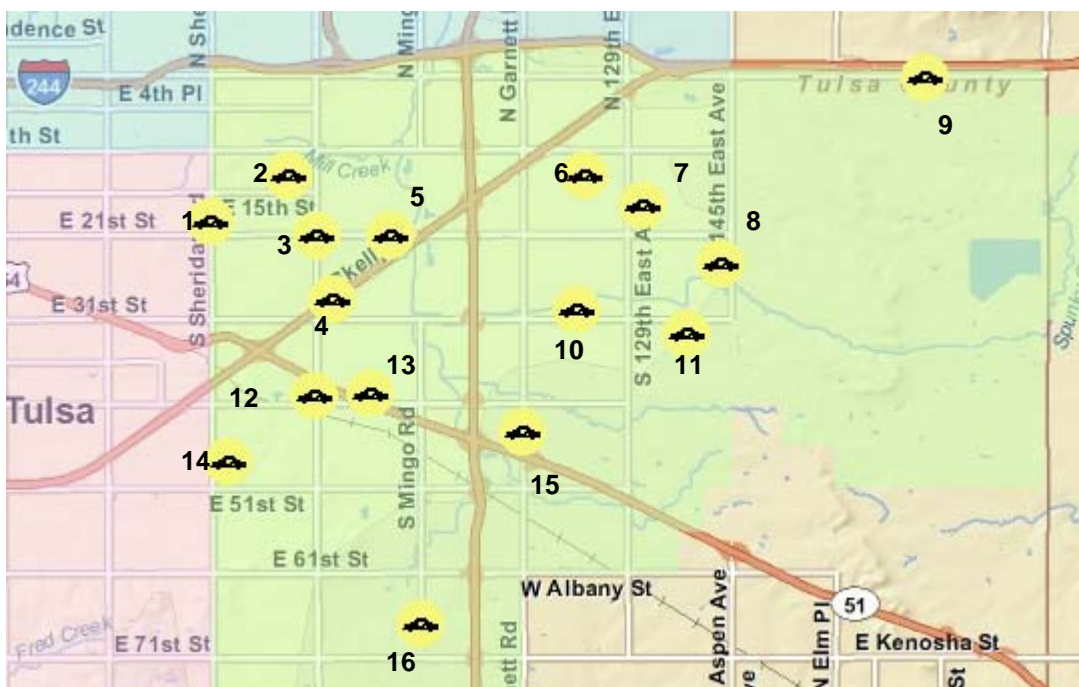 idence St
N She
N Ming
N Garnett R
N 129th E
244
E 4th Pl
Tulsa County
9
th St
145th East Ave
2
Mill Creek
6
7
E 15th St
5
1
E 21st St
3
8
Skelly
S Sheridan Rd
E 31st St
4
S 129th East A
10
11
13
12
Tulsa
S Mingo Rd
14
15
E 51st St
E 61st St
W Albany St
51
Aspen Ave
N Elm Pl
Fred Creek
E 71st St
E Kenosha St
16
ett Rd
ve
St